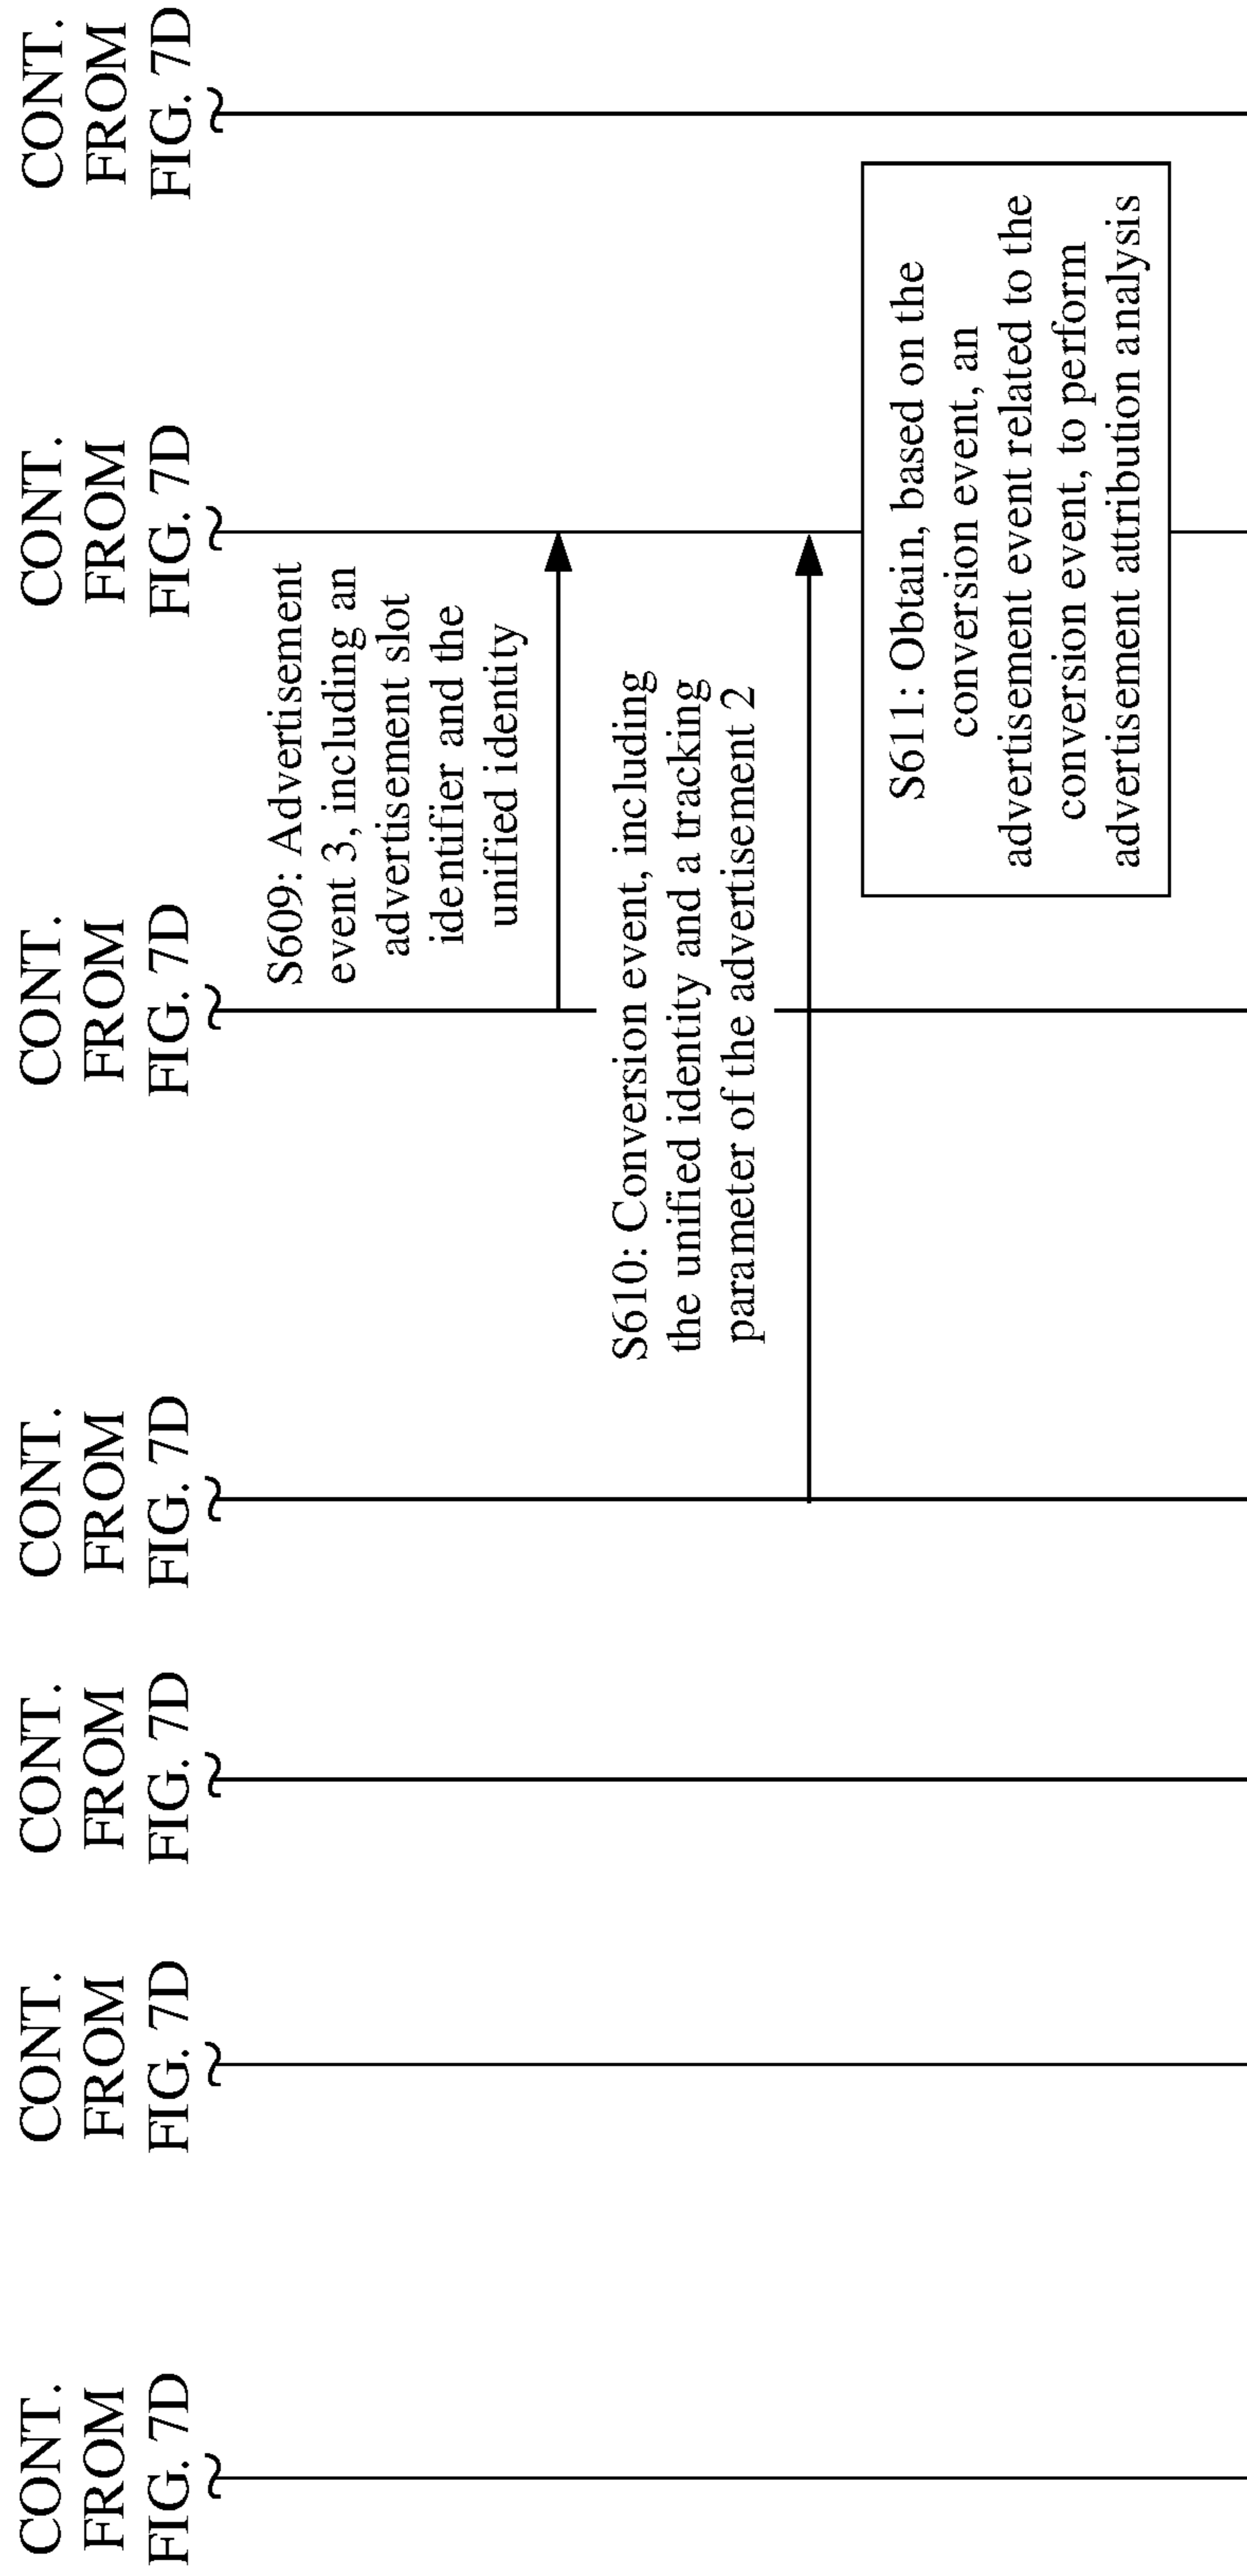 CONT.
FROM
FIG. 7D
CONT.
FROM
FIG. 7D
CONT.
FROM
FIG. 7D
CONT.
FROM
FIG. 7D
CONT.
FROM
FIG. 7D
CONT.
FROM
FIG. 7D
CONT.
FROM
FIG. 7D
S609: Advertisement
event 3, including an
advertisement slot
identifier and the
unified identity
S610: Conversion event, including
the unified identity and a tracking
parameter of the advertisement 2
S611: Obtain, based on the
conversion event, an
advertisement event related to the
conversion event, to perform
advertisement attribution analysis